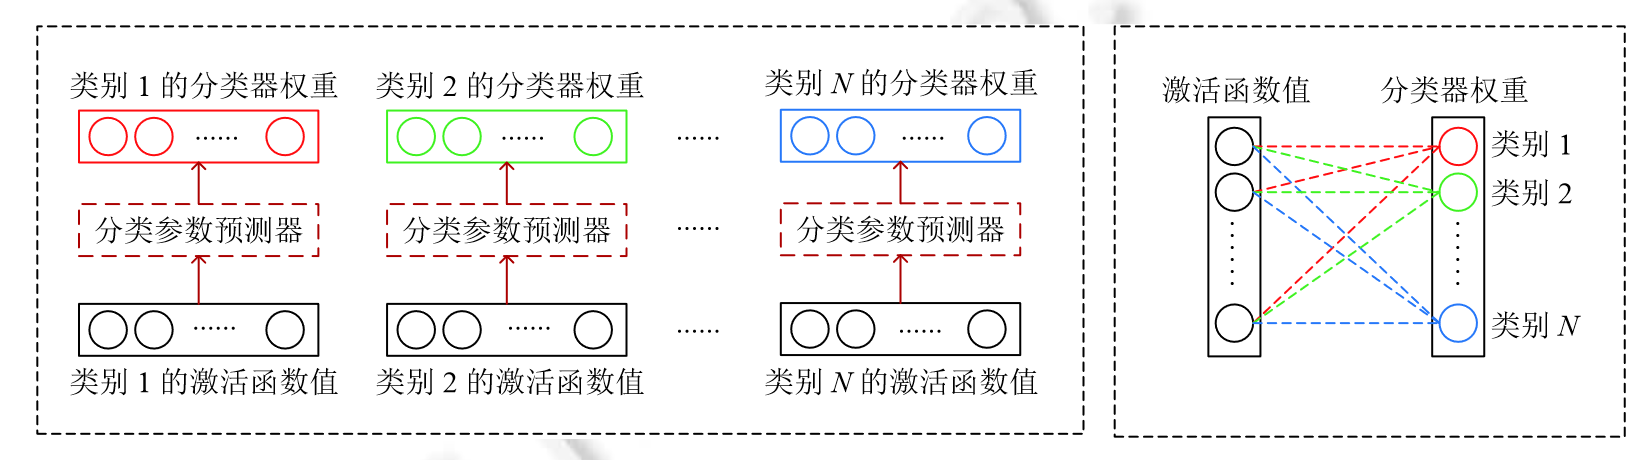 类别 1 的分类器权重 类别 2 的分类器权重 类别 N 的分类器权重
······ ······ ······ ······
分类参数预测器 分类参数预测器 ······ 分类参数预测器
······ ······ ······ ······
类别 1 的激活函数值 类别 2 的激活函数值 类别 N 的激活函数值
激活函数值 分类器权重
类别 1
类别 2
类别 N